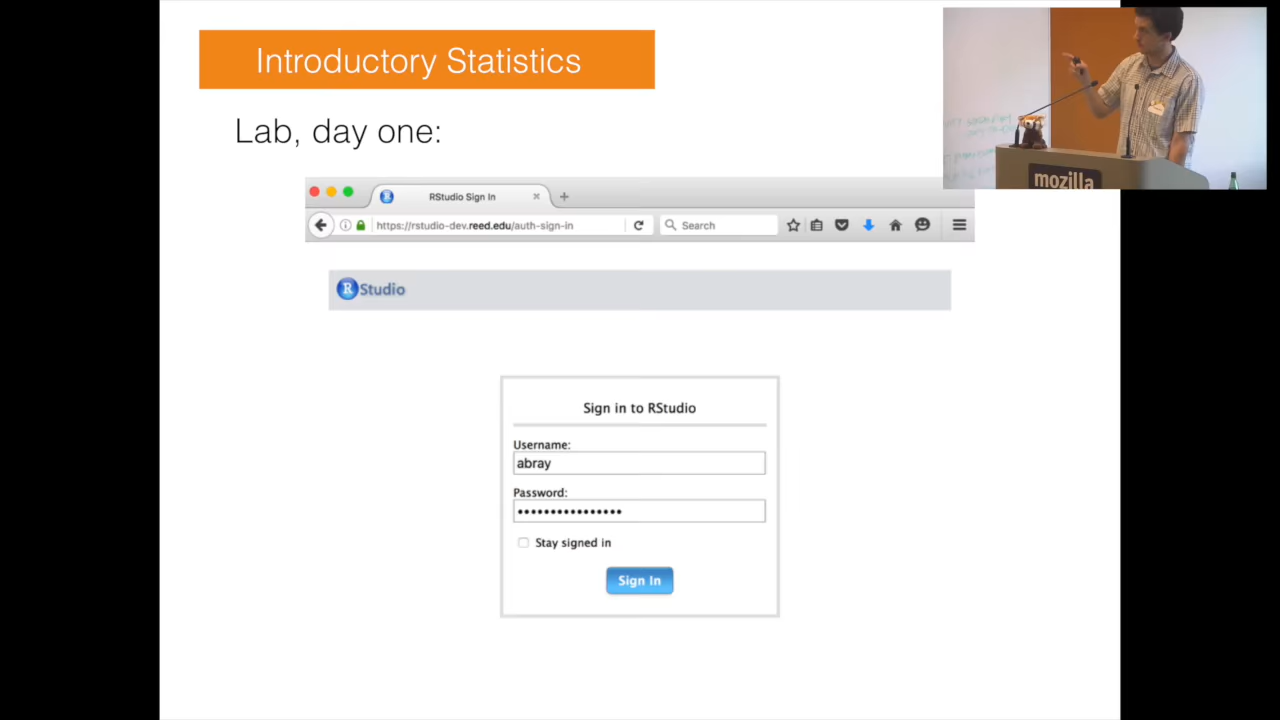 Introductory Statistics
Lab, day one:
mozilla
RStudio Sign In
https://rstudio-dev.reed.edu/auth-sign-in
Search
R Studio
Sign in to RStudio
Username:
abray
Password:
••••••••••••••••
Stay signed in
Sign In